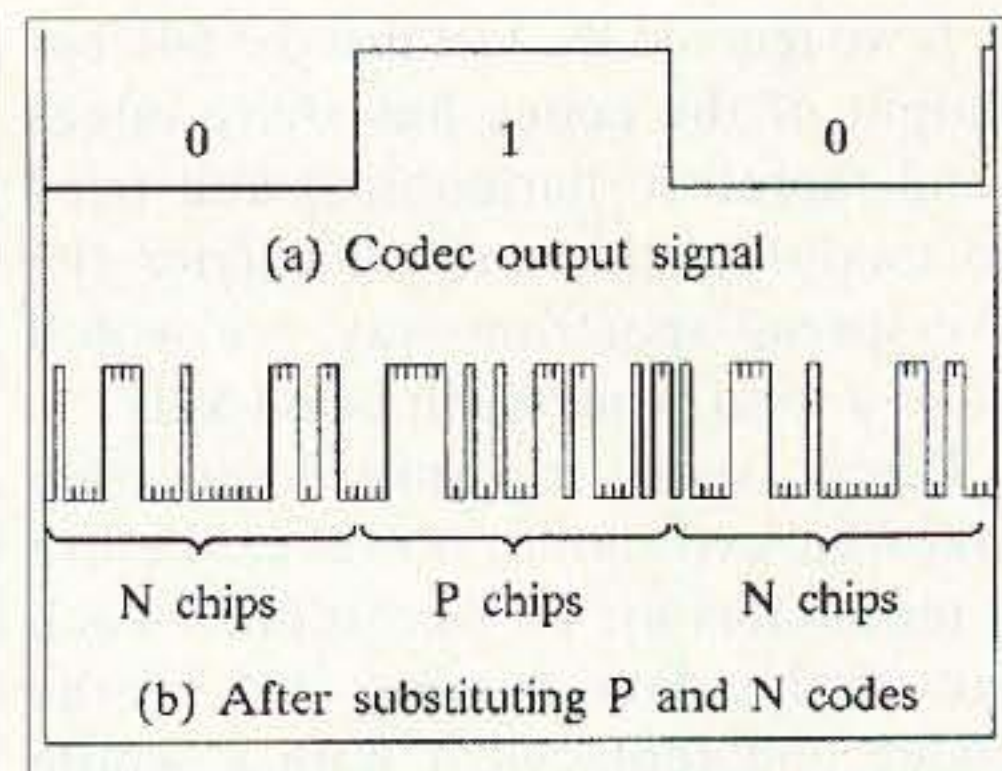 0 1 0
(a) Codec output signal
N chips P chips N chips
(b) After substituting P and N codes